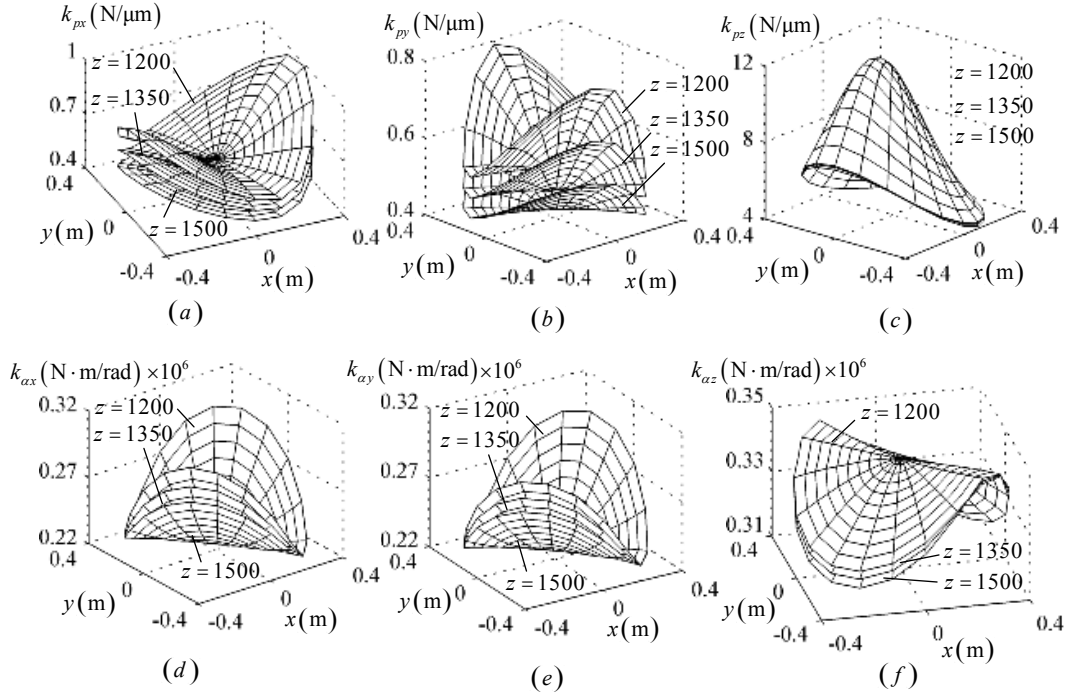 k_px (N/μm)
1
z = 1200
z = 1350
0.7
0.4
0.4
z = 1500
y (m)
0
-0.4
-0.4
0
x (m)
0.4
(a)
k_py (N/μm)
0.8
z = 1200
0.6
z = 1350
z = 1500
0.4
0.4
y (m)
0
-0.4
-0.4
0
x (m)
0.4
(b)
k_pz (N/μm)
12
z = 1200
z = 1350
8
z = 1500
4
0.4
y (m)
0
-0.4
-0.4
0
x (m)
0.4
(c)
k_αx (N · m/rad) ×10⁶
0.32
z = 1200
z = 1350
0.27
0.22
0.4
z = 1500
y (m)
0
-0.4
-0.4
0
x (m)
0.4
(d)
k_αy (N · m/rad) ×10⁶
0.32
z = 1200
z = 1350
0.27
0.22
0.4
z = 1500
y (m)
0
-0.4
-0.4
0
x (m)
0.4
(e)
k_αz (N · m/rad) ×10⁶
0.35
z = 1200
0.33
0.31
0.4
z = 1350
z = 1500
y (m)
0
-0.4
-0.4
0
x (m)
0.4
(f)